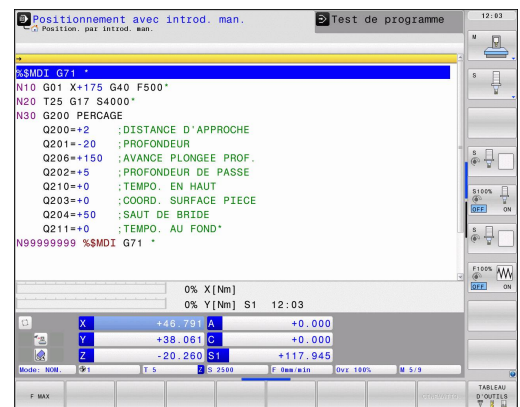 Positionnement avec introd. man.
Position. par introd. man.
Test de programme
12:03
→
%$MDI G71 *
N10 G01 X+175 G40 F500*
N20 T25 G17 S4000*
N30 G200 PERCAGE
Q200=+2 ;DISTANCE D'APPROCHE
Q201=-20 ;PROFONDEUR
Q206=+150 ;AVANCE PLONGEE PROF.
Q202=+5 ;PROFONDEUR DE PASSE
Q210=+0 ;TEMPO. EN HAUT
Q203=+0 ;COORD. SURFACE PIECE
Q204=+50 ;SAUT DE BRIDE
Q211=+0 ;TEMPO. AU FOND*
N99999999 %$MDI G71 *
0% X[Nm]
0% Y[Nm] S1 12:03
X +46.791 A +0.000
Y +38.061 C +0.000
Z -20.260 S1 +117.945
Mode: NOM. 1 T 5 Z S 2500 F 0mm/min Ovr 100% M 5/9
M
S
S
S100%
OFF ON
S
F100%
OFF ON
F MAX
TABLEAU
D'OUTILS